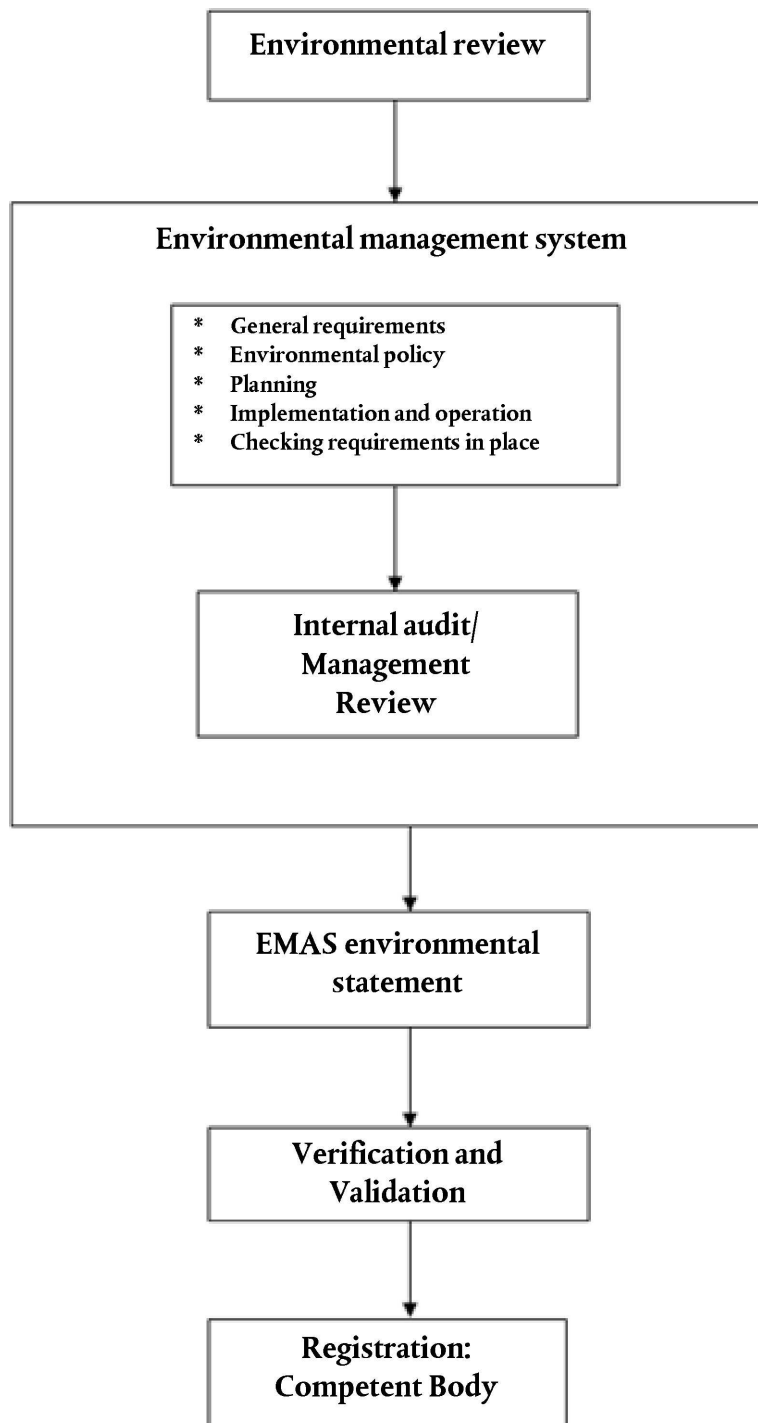 Environmental review
Environmental management system
* General requirements
* Environmental policy
* Planning
* Implementation and operation
* Checking requirements in place
Internal audit/
Management
Review
EMAS environmental
statement
Verification and
Validation
Registration:
Competent Body